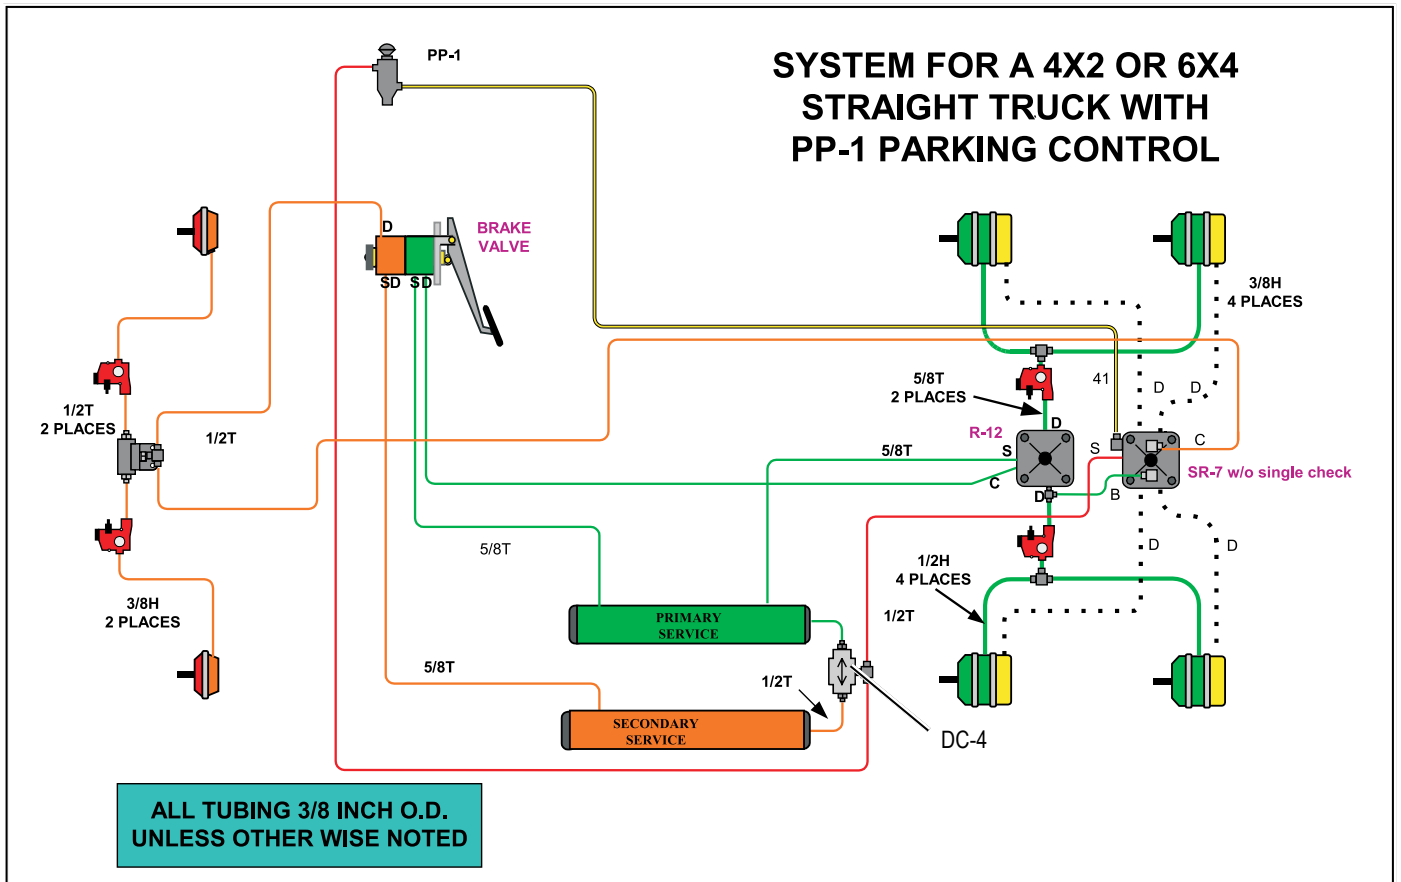 PP-1
SYSTEM FOR A 4X2 OR 6X4
STRAIGHT TRUCK WITH
PP-1 PARKING CONTROL
D
BRAKE
VALVE
SD
SD
3/8H
4 PLACES
1/2T
2 PLACES
1/2T
5/8T
2 PLACES
41
D
D
D
R-12
S
5/8T
C
D
S
C
SR-7 w/o single check
B
D
D
5/8T
1/2H
4 PLACES
1/2T
3/8H
2 PLACES
PRIMARY
SERVICE
5/8T
1/2T
SECONDARY
SERVICE
DC-4
ALL TUBING 3/8 INCH O.D.
UNLESS OTHER WISE NOTED